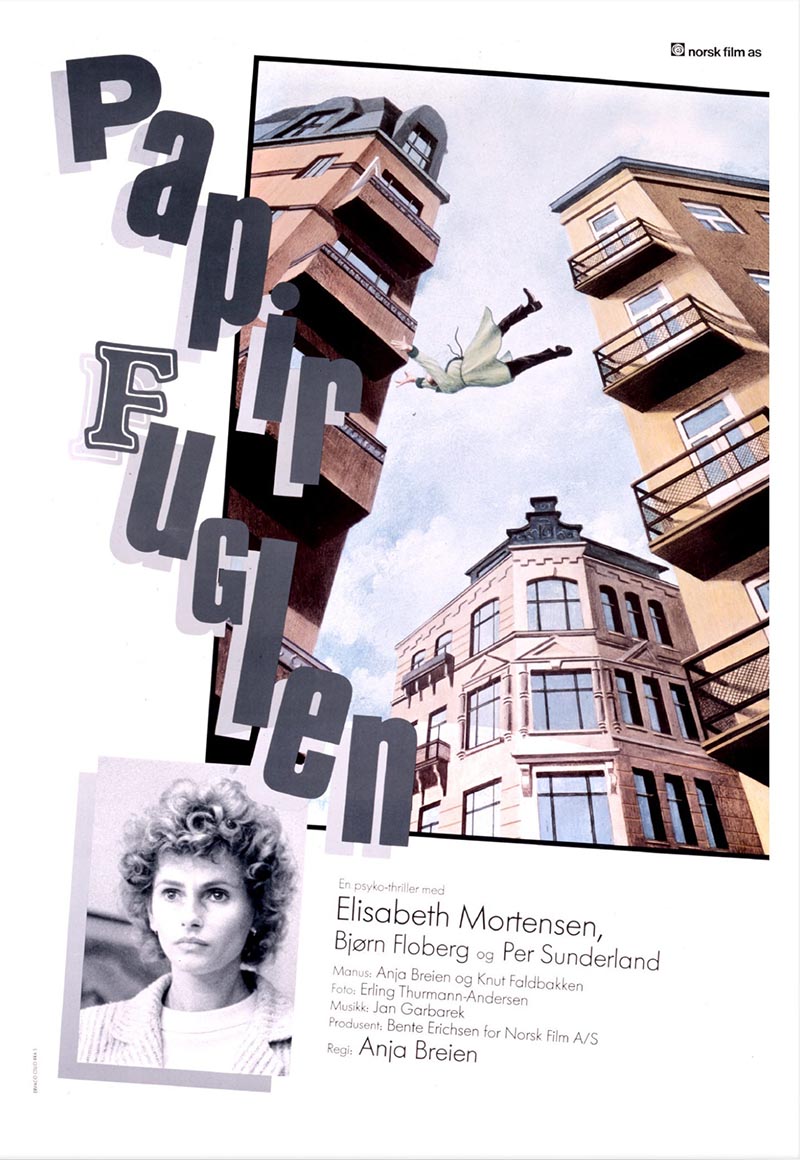 norsk film as
Papir
Fuglen
En psyko-thriller med
Elisabeth Mortensen,
Bjørn Floberg og Per Sunderland
Manus: Anja Breien og Knut Faldbakken
Foto: Erling Thurmann-Andersen
Musikk: Jan Garbarek
Produsent: Bente Erichsen for Norsk Film A/S
Regi: Anja Breien